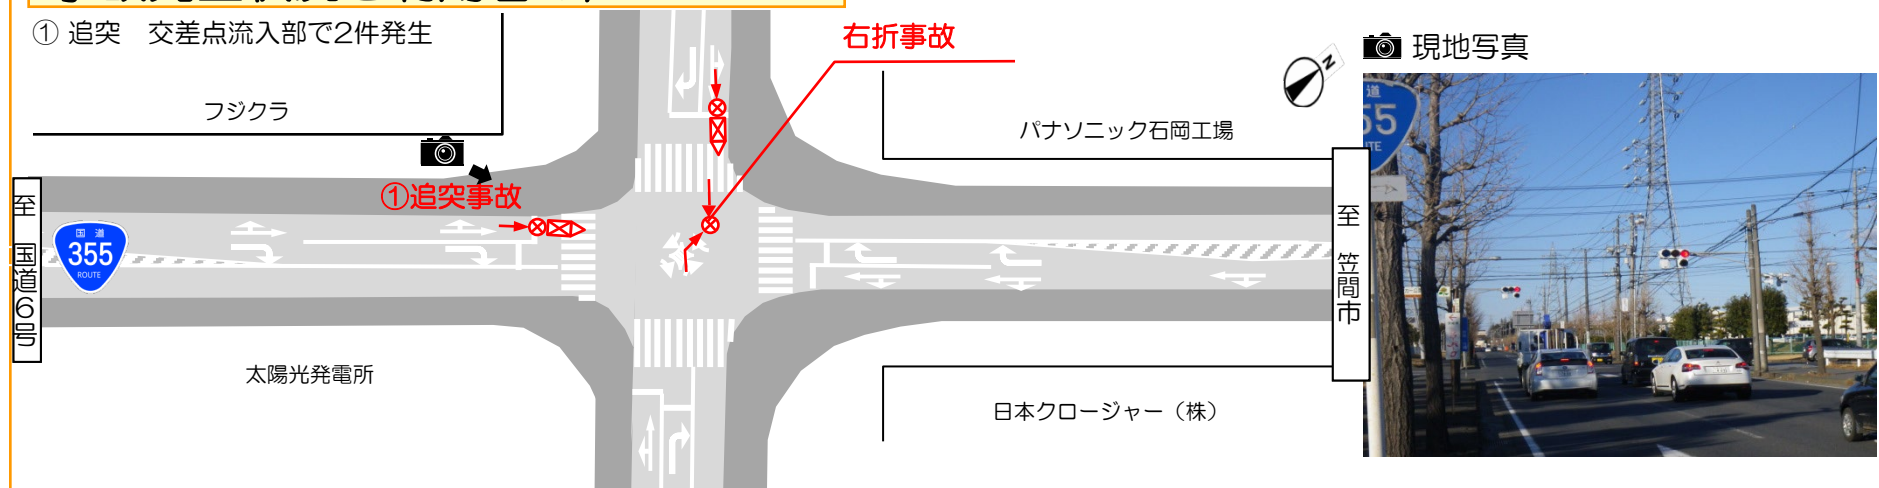 ① 追突　交差点流入部で2件発生
フジクラ
右折事故
N
現地写真
パナソニック石岡工場
①追突事故
至　国道6号
国道
355
ROUTE
至　笠間市
太陽光発電所
日本クロージャー（株）
道
55
UTE